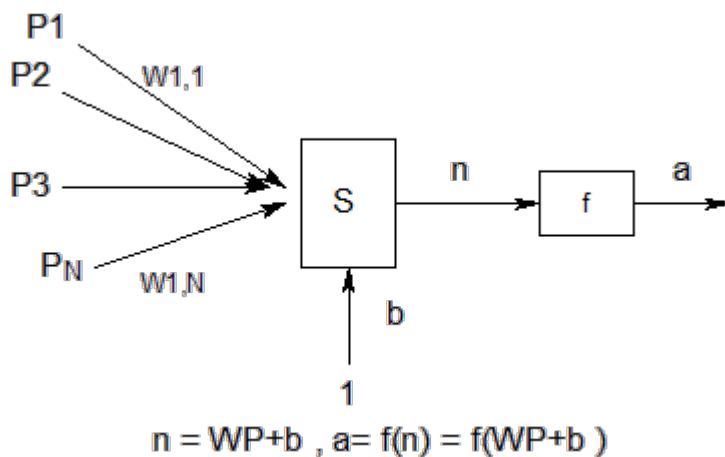 P1
W1,1
P2
P3
PN
W1,N
S
n
f
a
b
1
n = WP+b , a= f(n) = f(WP+b )